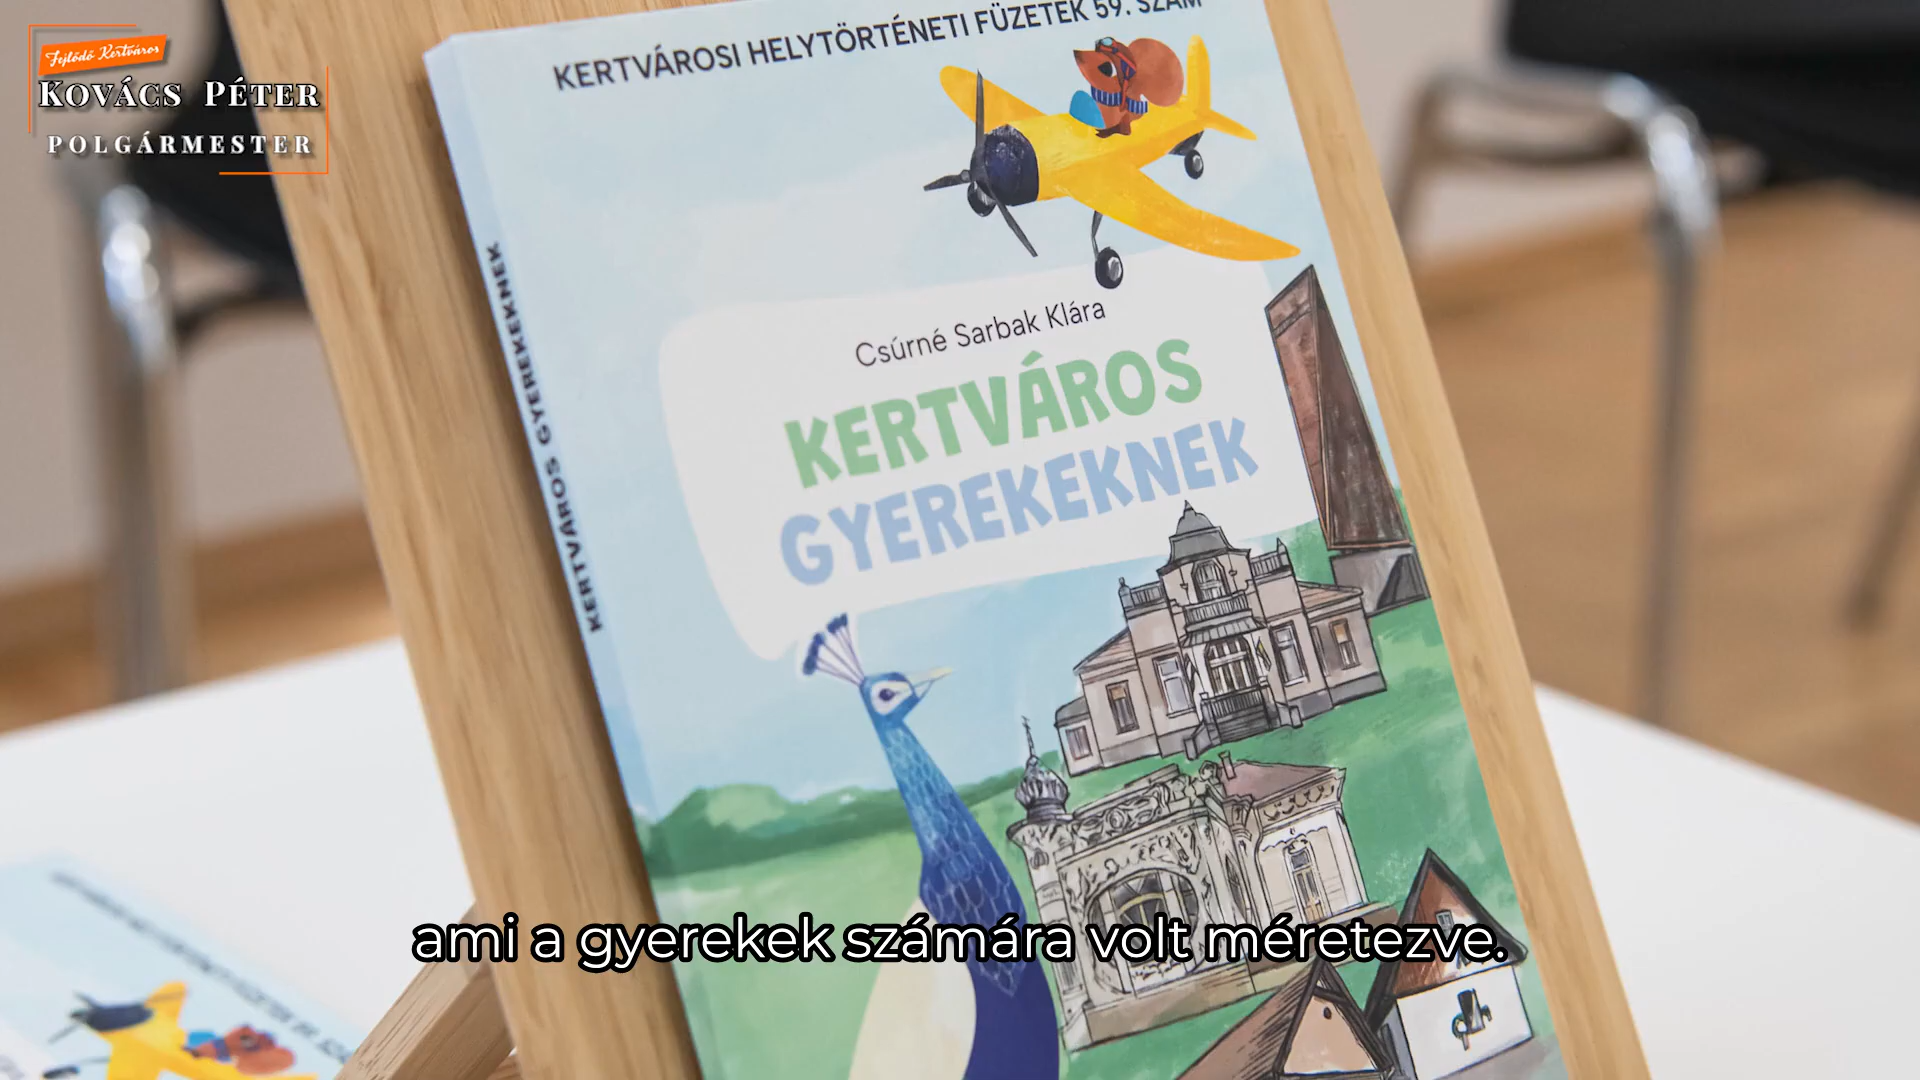 Fejlődő Kertváros
KOVÁCS PÉTER
POLGÁRMESTER
KERTVÁROSI HELYTÖRTÉNETI FÜZETEK 59. SZÁM
KERTVÁROS GYEREKEKNEK
Csúrné Sarbak Klára
KERTVÁROS
GYEREKEKNEK
ami a gyerekek számára volt méretezve.